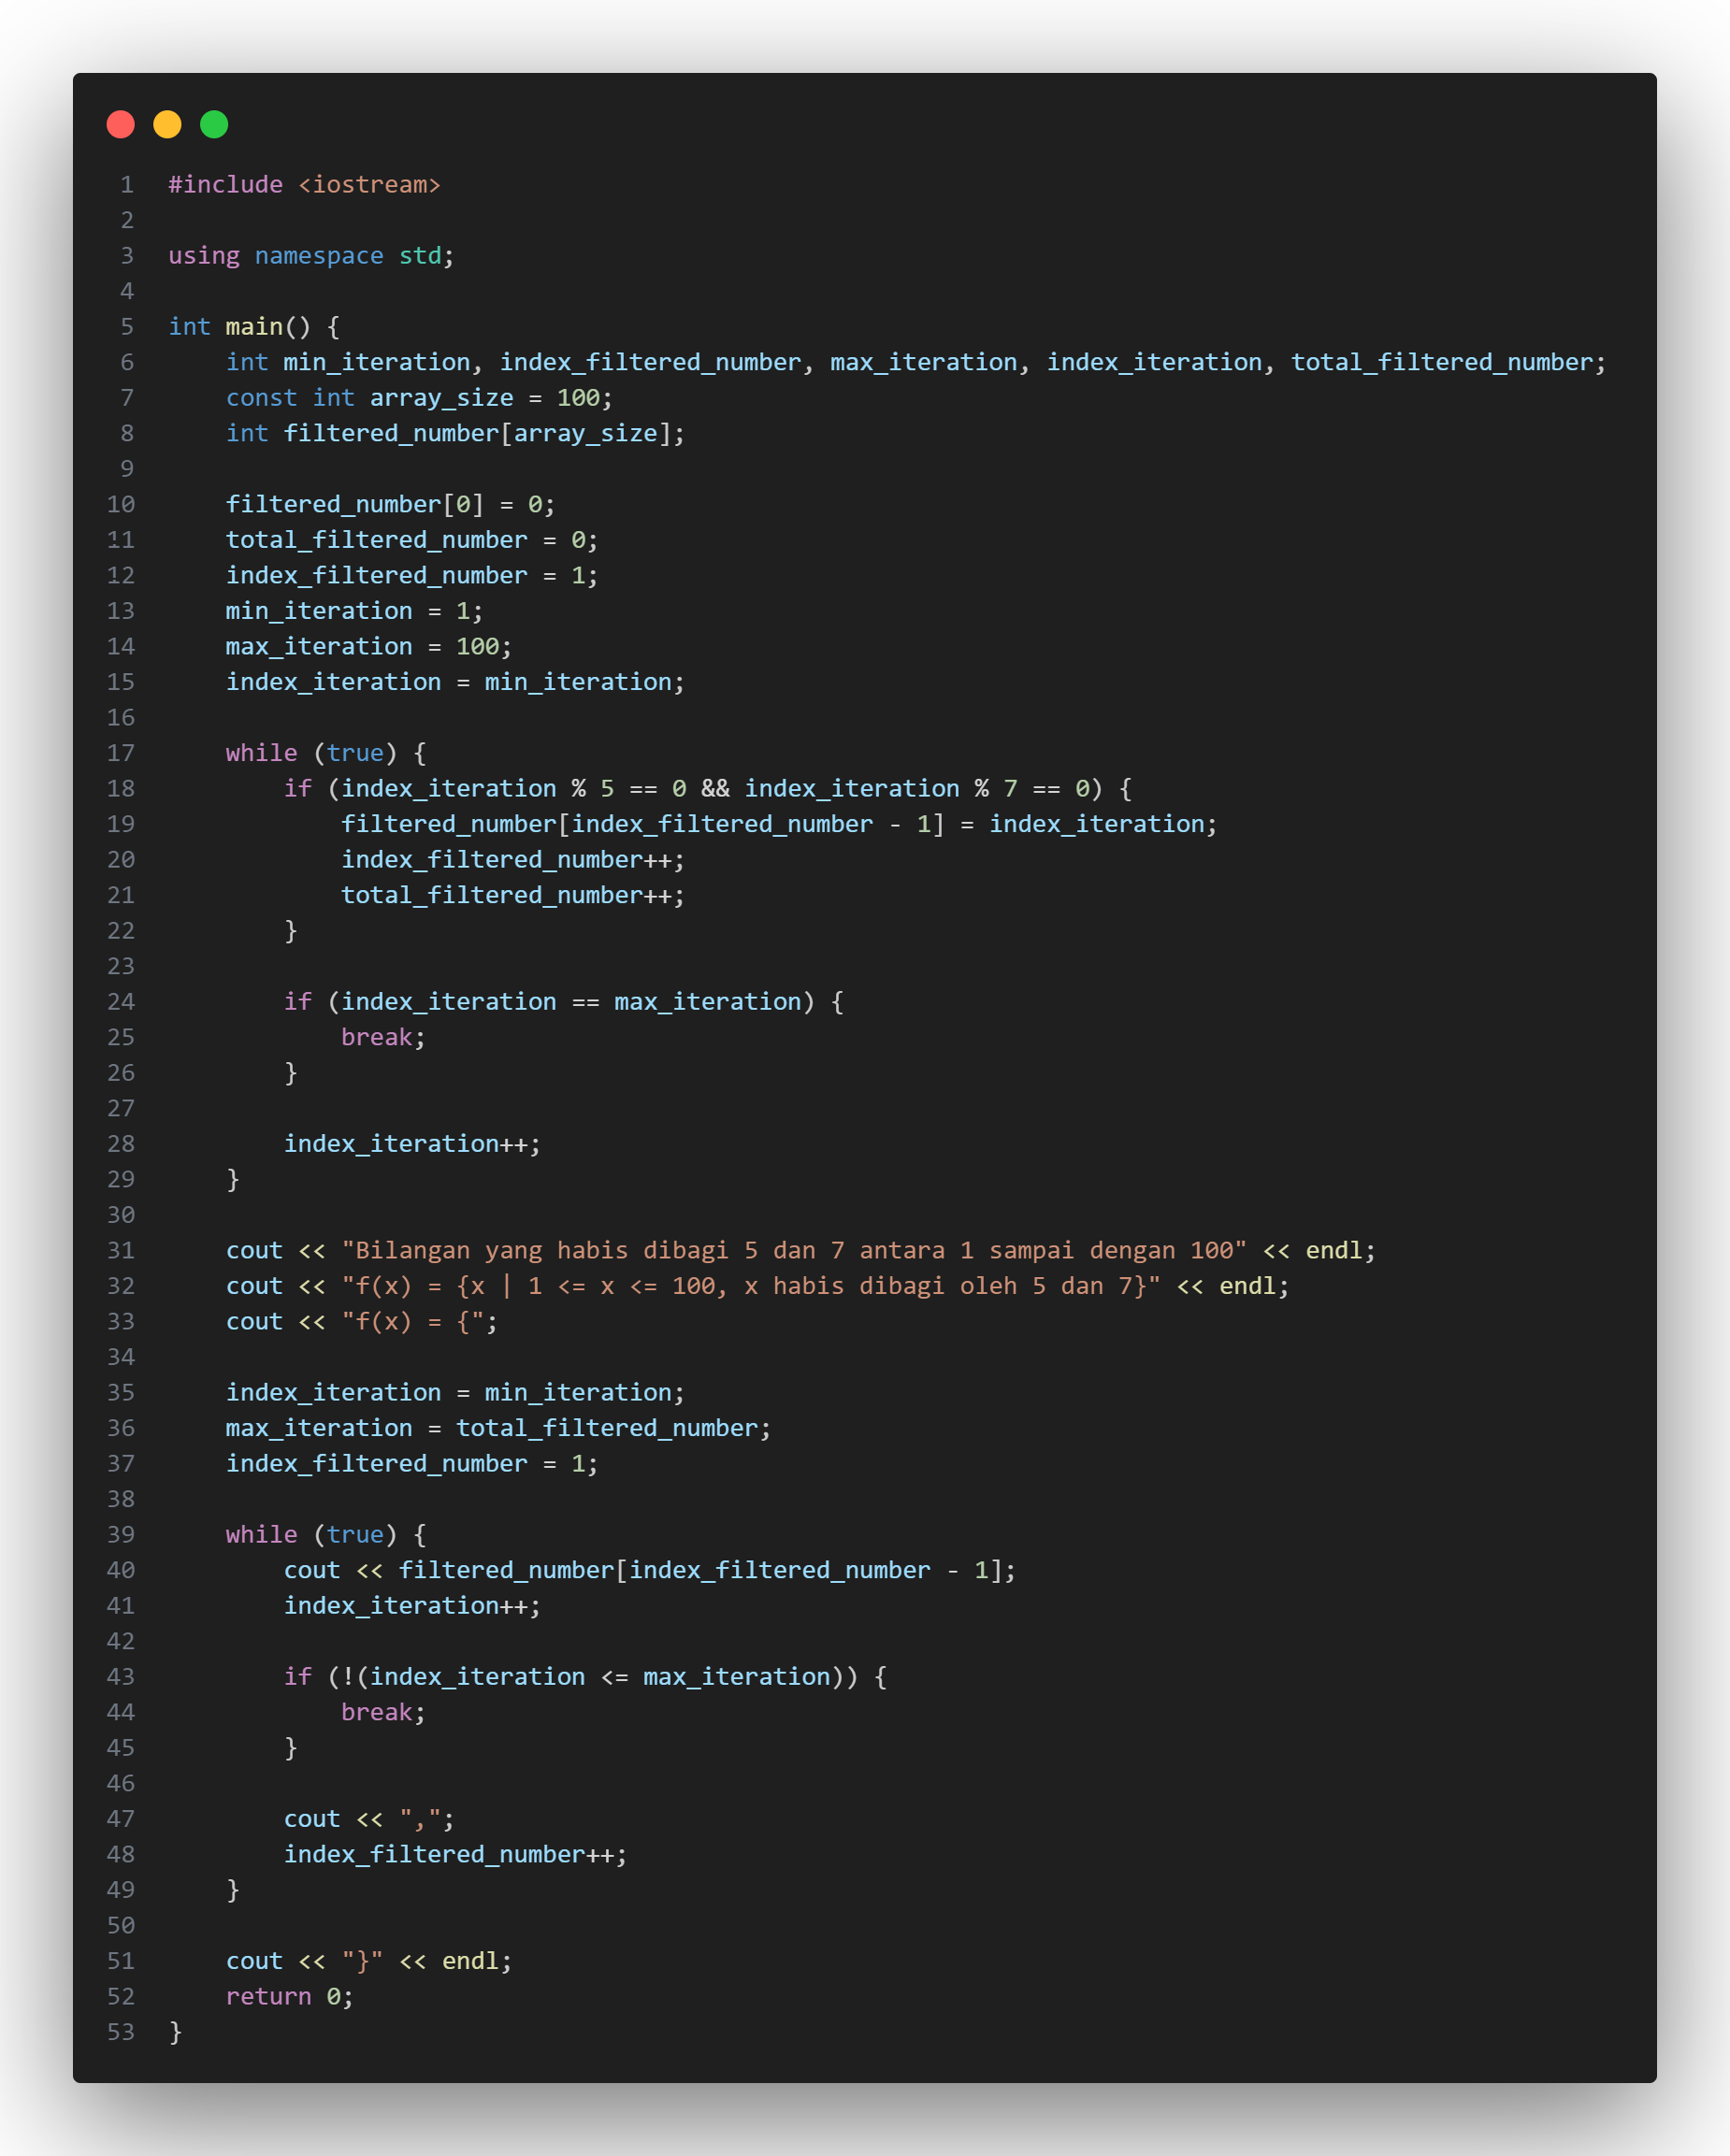 1 #include <iostream>
2
3 using namespace std;
4
5 int main() {
6     int min_iteration, index_filtered_number, max_iteration, index_iteration, total_filtered_number;
7     const int array_size = 100;
8     int filtered_number[array_size];
9
10     filtered_number[0] = 0;
11     total_filtered_number = 0;
12     index_filtered_number = 1;
13     min_iteration = 1;
14     max_iteration = 100;
15     index_iteration = min_iteration;
16
17     while (true) {
18         if (index_iteration % 5 == 0 && index_iteration % 7 == 0) {
19             filtered_number[index_filtered_number - 1] = index_iteration;
20             index_filtered_number++;
21             total_filtered_number++;
22         }
23
24         if (index_iteration == max_iteration) {
25             break;
26         }
27
28         index_iteration++;
29     }
30
31     cout << "Bilangan yang habis dibagi 5 dan 7 antara 1 sampai dengan 100" << endl;
32     cout << "f(x) = {x | 1 <= x <= 100, x habis dibagi oleh 5 dan 7}" << endl;
33     cout << "f(x) = {";
34
35     index_iteration = min_iteration;
36     max_iteration = total_filtered_number;
37     index_filtered_number = 1;
38
39     while (true) {
40         cout << filtered_number[index_filtered_number - 1];
41         index_iteration++;
42
43         if (!(index_iteration <= max_iteration)) {
44             break;
45         }
46
47         cout << ",";
48         index_filtered_number++;
49     }
50
51     cout << "}" << endl;
52     return 0;
53 }